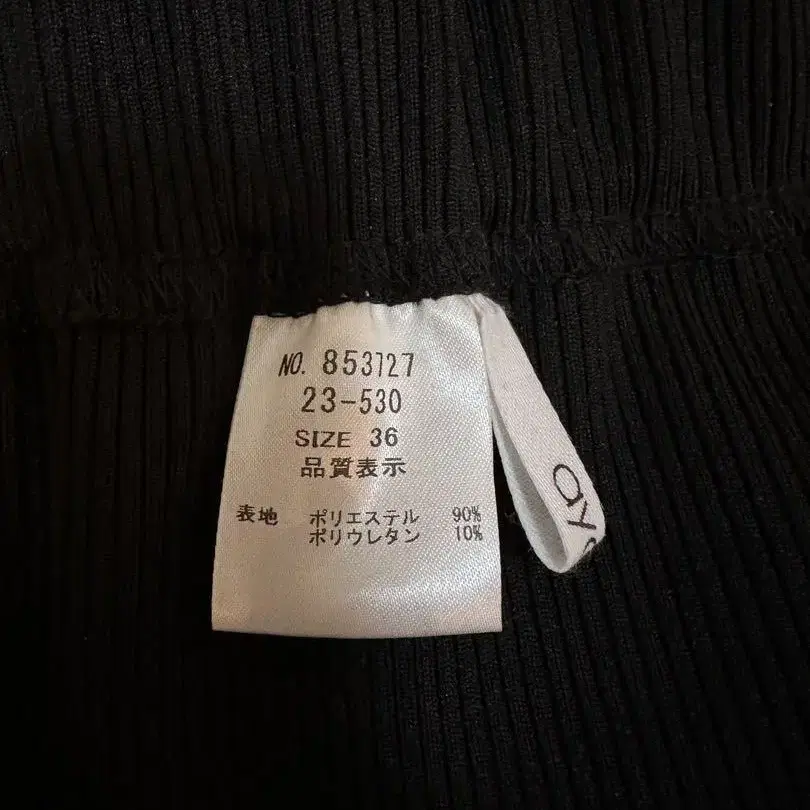 NO. 853127
23-530
SIZE 36
品質表示
表地 ポリエステル 90%
ポリウレタン 10%